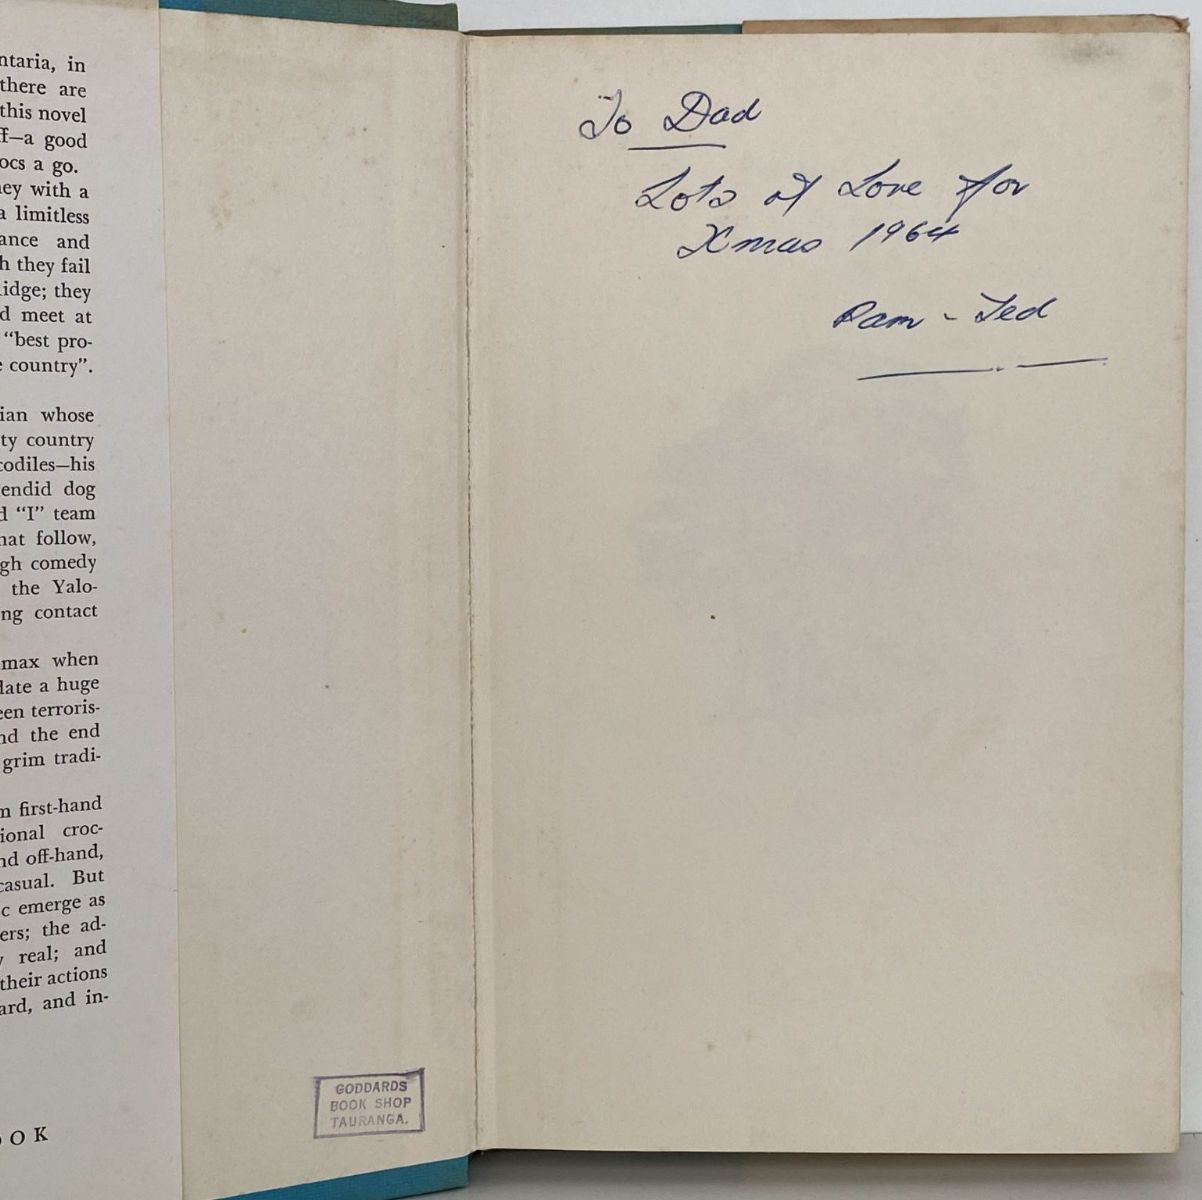 ntaria, in
there are
this novel
ff—a good
ocs a go.
ney with a
a limitless
ance and
h they fail
idge; they
d meet at
"best pro-
e country".
ian whose
ty country
codiles—his
endid dog
d "I" team
hat follow,
gh comedy
the Yalo-
ng contact
max when
date a huge
een terroris-
nd the end
grim tradi-
m first-hand
ional croc-
nd off-hand,
casual. But
c emerge as
ers; the ad-
y real; and
their actions
ard, and in-
OOK
GODDARDS
BOOK SHOP
TAURANGA.
To Dad
Lots of Love for
Xmas 1964
Pam - Ted